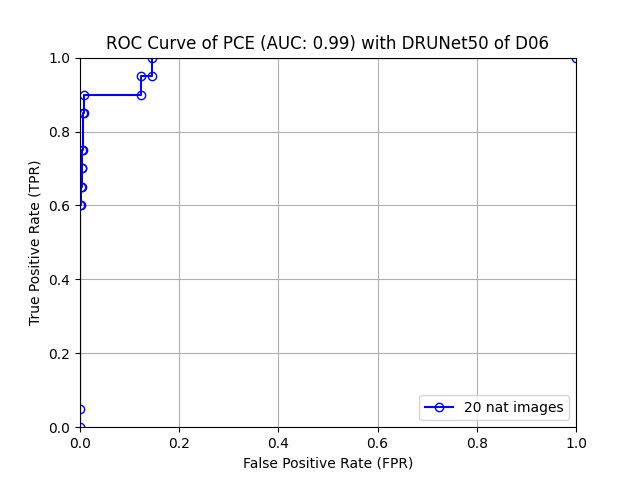 ROC Curve of PCE (AUC: 0.99) with DRUNet50 of D06
1.0
0.8
0.6
0.4
0.2
0.0
True Positive Rate (TPR)
20 nat images
0.0 0.2 0.4 0.6 0.8 1.0
False Positive Rate (FPR)